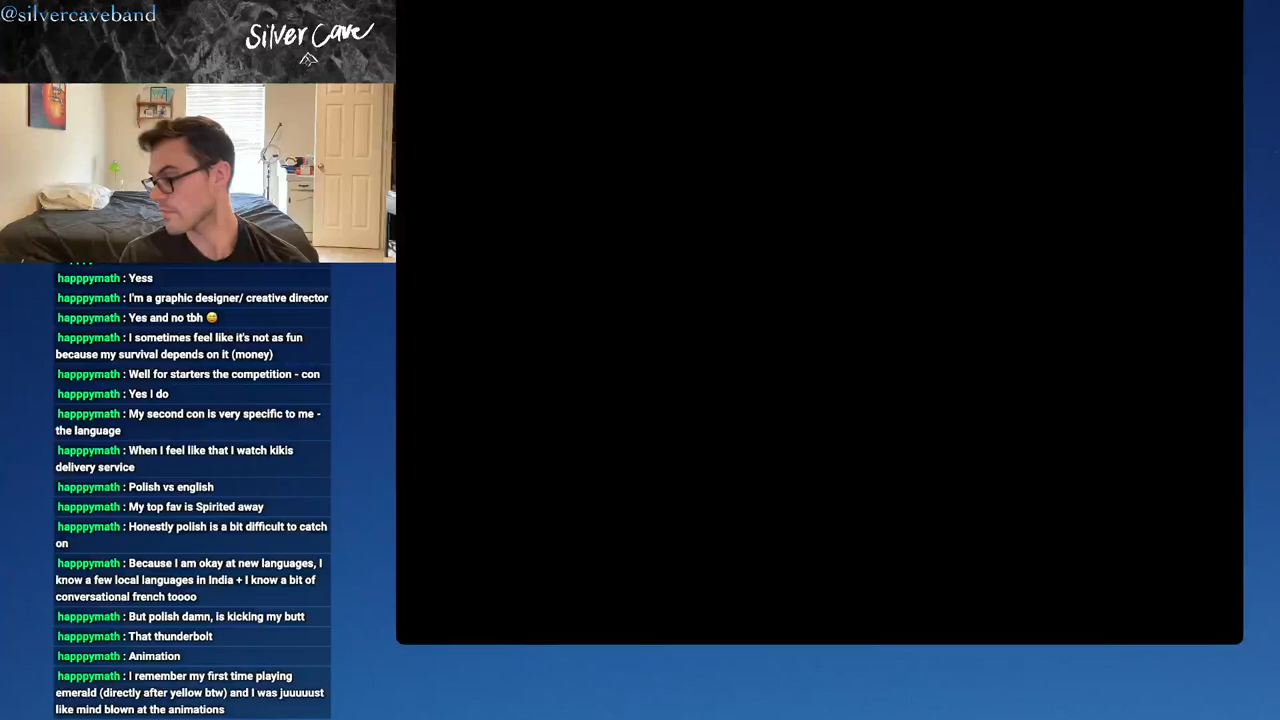 @silvercaveband
Silver Cave
happpymath : Yess
happpymath : I'm a graphic designer/ creative director
happpymath : Yes and no tbh 😅
happpymath : I sometimes feel like it's not as fun
because my survival depends on it (money)
happpymath : Well for starters the competition - con
happpymath : Yes I do
happpymath : My second con is very specific to me -
the language
happpymath : When I feel like that I watch kikis
delivery service
happpymath : Polish vs english
happpymath : My top fav is Spirited away
happpymath : Honestly polish is a bit difficult to catch
on
happpymath : Because I am okay at new languages, I
know a few local languages in India + I know a bit of
conversational french toooo
happpymath : But polish damn, is kicking my butt
happpymath : That thunderbolt
happpymath : Animation
happpymath : I remember my first time playing
emerald (directly after yellow btw) and I was juuuuust
like mind blown at the animations